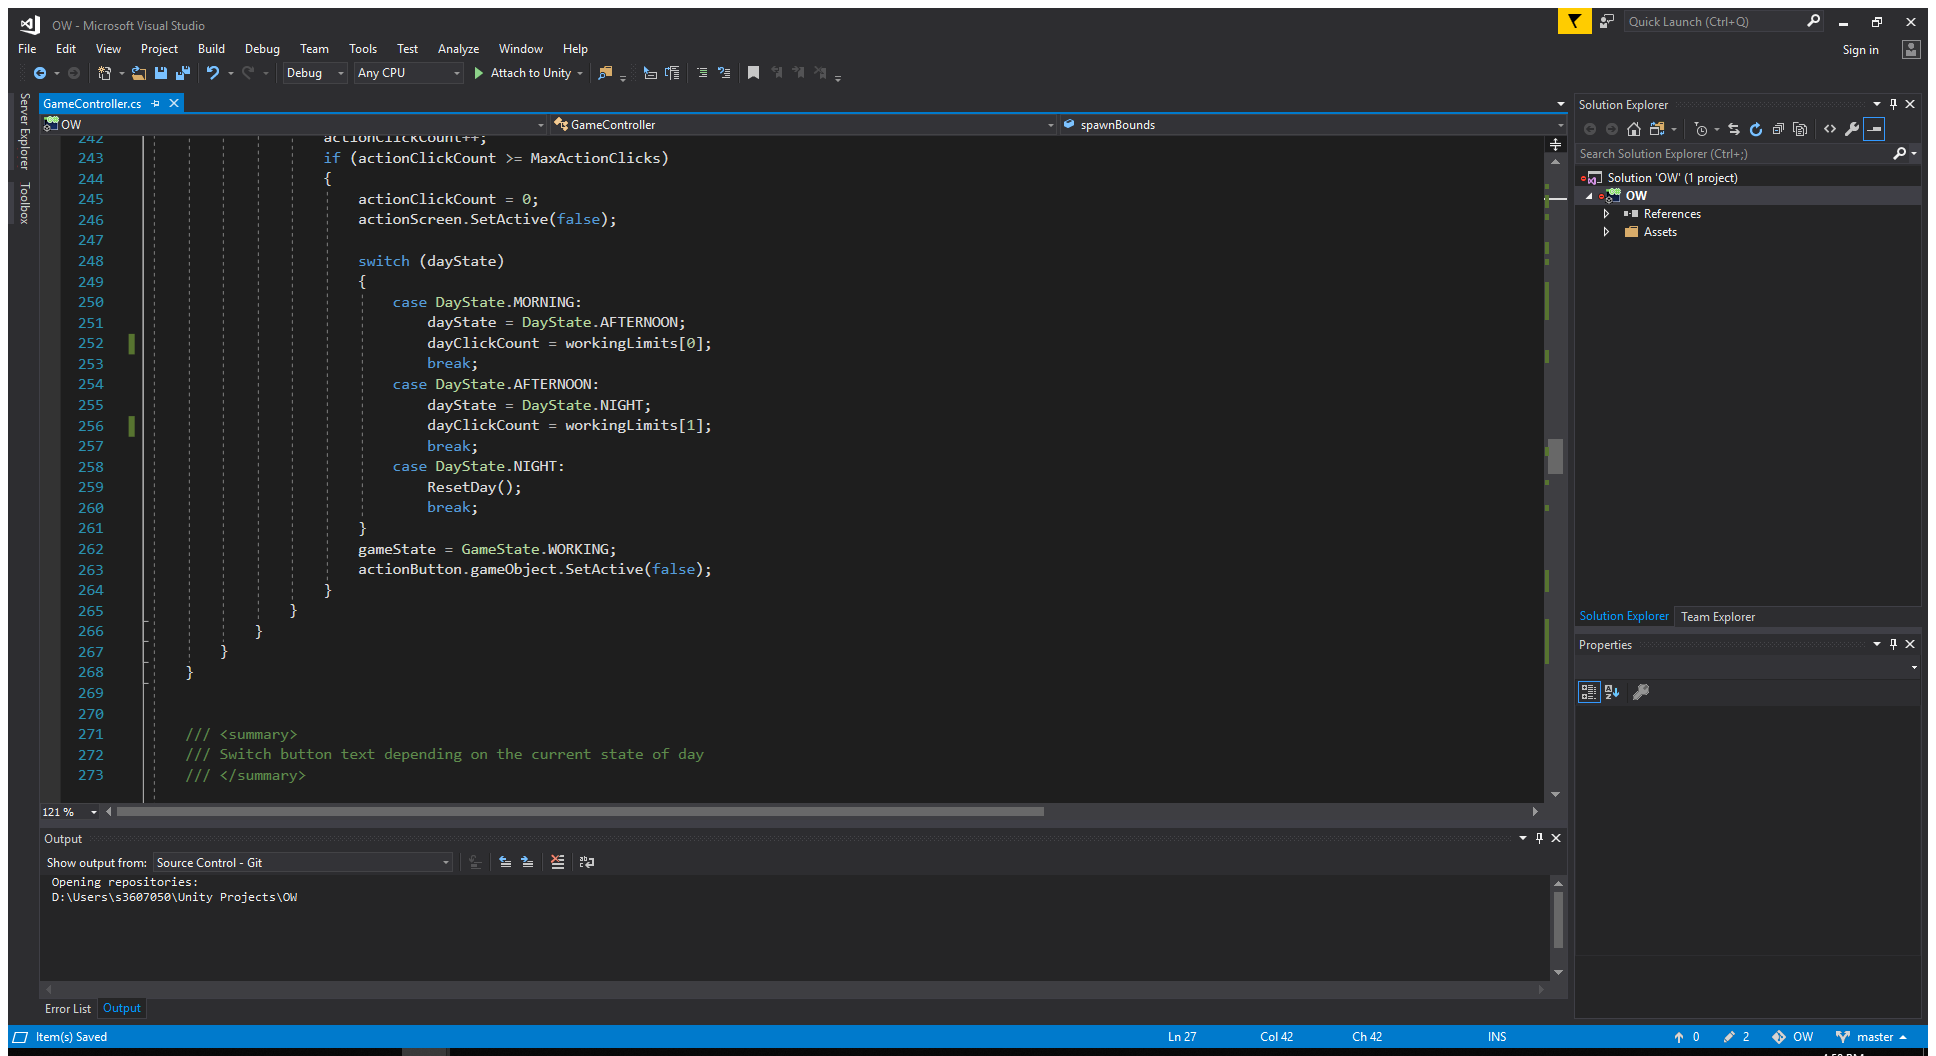 OW - Microsoft Visual Studio
Quick Launch (Ctrl+Q)
File Edit View Project Build Debug Team Tools Test Analyze Window Help
Sign in
Debug Any CPU Attach to Unity
Server Explorer
Toolbox
GameController.cs
OW GameController spawnBounds
242 actionClickCount++;
243 if (actionClickCount >= MaxActionClicks)
244 {
245 actionClickCount = 0;
246 actionScreen.SetActive(false);
247
248 switch (dayState)
249 {
250 case DayState.MORNING:
251 dayState = DayState.AFTERNOON;
252 dayClickCount = workingLimits[0];
253 break;
254 case DayState.AFTERNOON:
255 dayState = DayState.NIGHT;
256 dayClickCount = workingLimits[1];
257 break;
258 case DayState.NIGHT:
259 ResetDay();
260 break;
261 }
262 gameState = GameState.WORKING;
263 actionButton.gameObject.SetActive(false);
264 }
265 }
266 }
267 }
268 }
269
270
271 /// <summary>
272 /// Switch button text depending on the current state of day
273 /// </summary>
121 %
Solution Explorer
Search Solution Explorer (Ctrl+;)
Solution 'OW' (1 project)
OW
References
Assets
Solution Explorer Team Explorer
Properties
Output
Show output from: Source Control - Git
Opening repositories:
D:\Users\s3607050\Unity Projects\OW
Error List Output
Item(s) Saved Ln 27 Col 42 Ch 42 INS 0 2 OW master